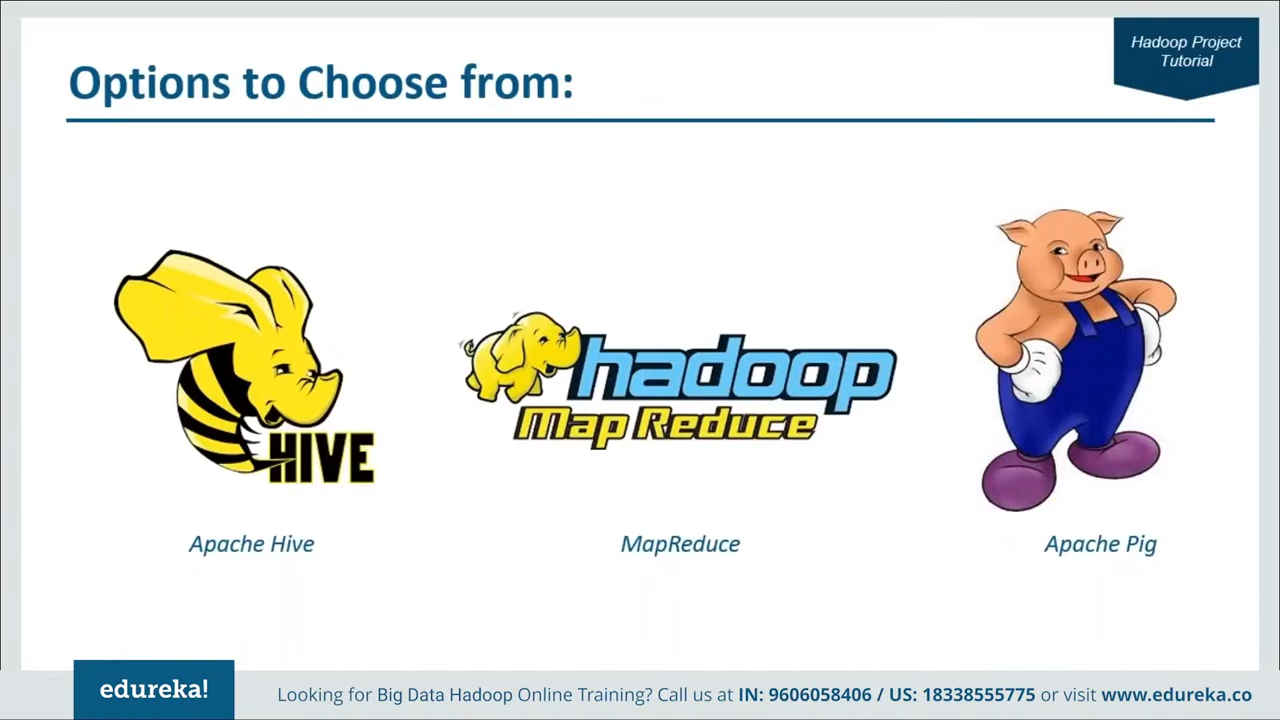 Hadoop Project
Tutorial
Options to Choose from:
HIVE
hadoop
Map Reduce
Apache Hive
MapReduce
Apache Pig
edureka!
Looking for Big Data Hadoop Online Training? Call us at IN: 9606058406 / US: 18338555775 or visit www.edureka.co